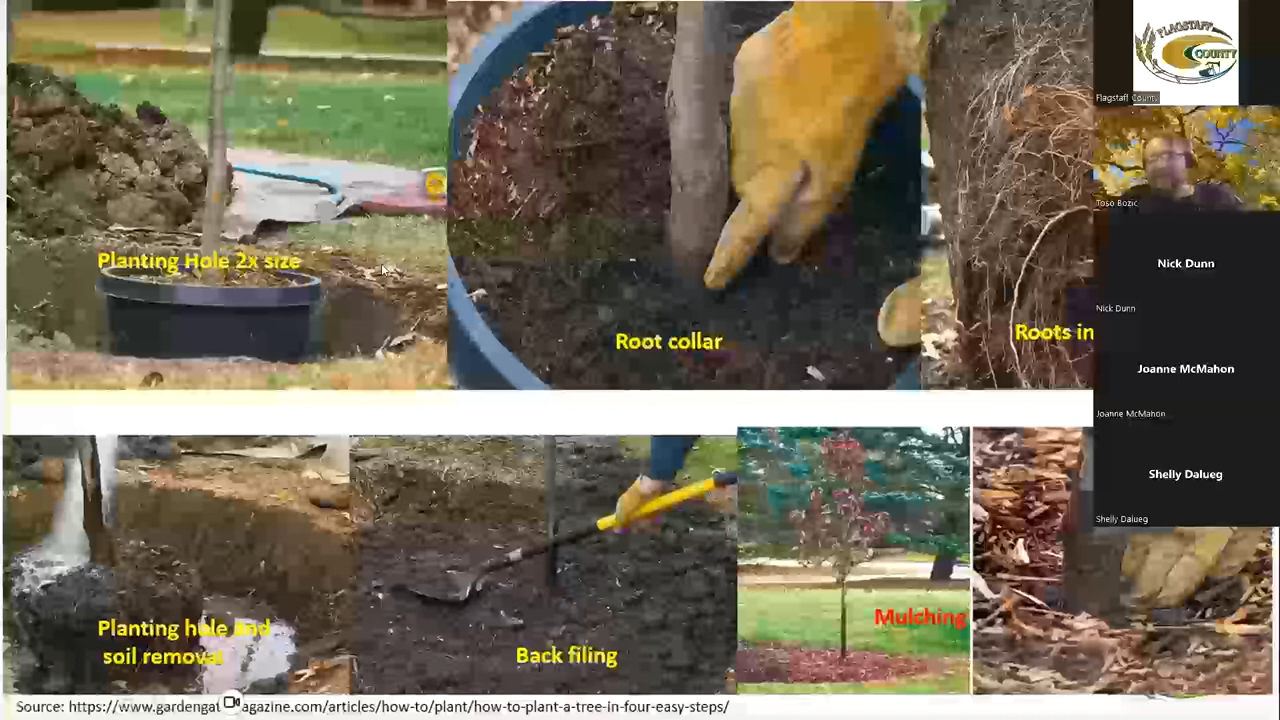 Planting Hole 2x size
Root collar
Roots in
Planting hole and
soil removal
Back filing
Mulching
Source: https://www.gardengat agazine.com/articles/how-to/plant/how-to-plant-a-tree-in-four-easy-steps/
FLAGSTAFF
COUNTY
Flagstaff County
Toso Bozic
Nick Dunn
Nick Dunn
Joanne McMahon
Joanne McMahon
Shelly Dalueg
Shelly Dalueg